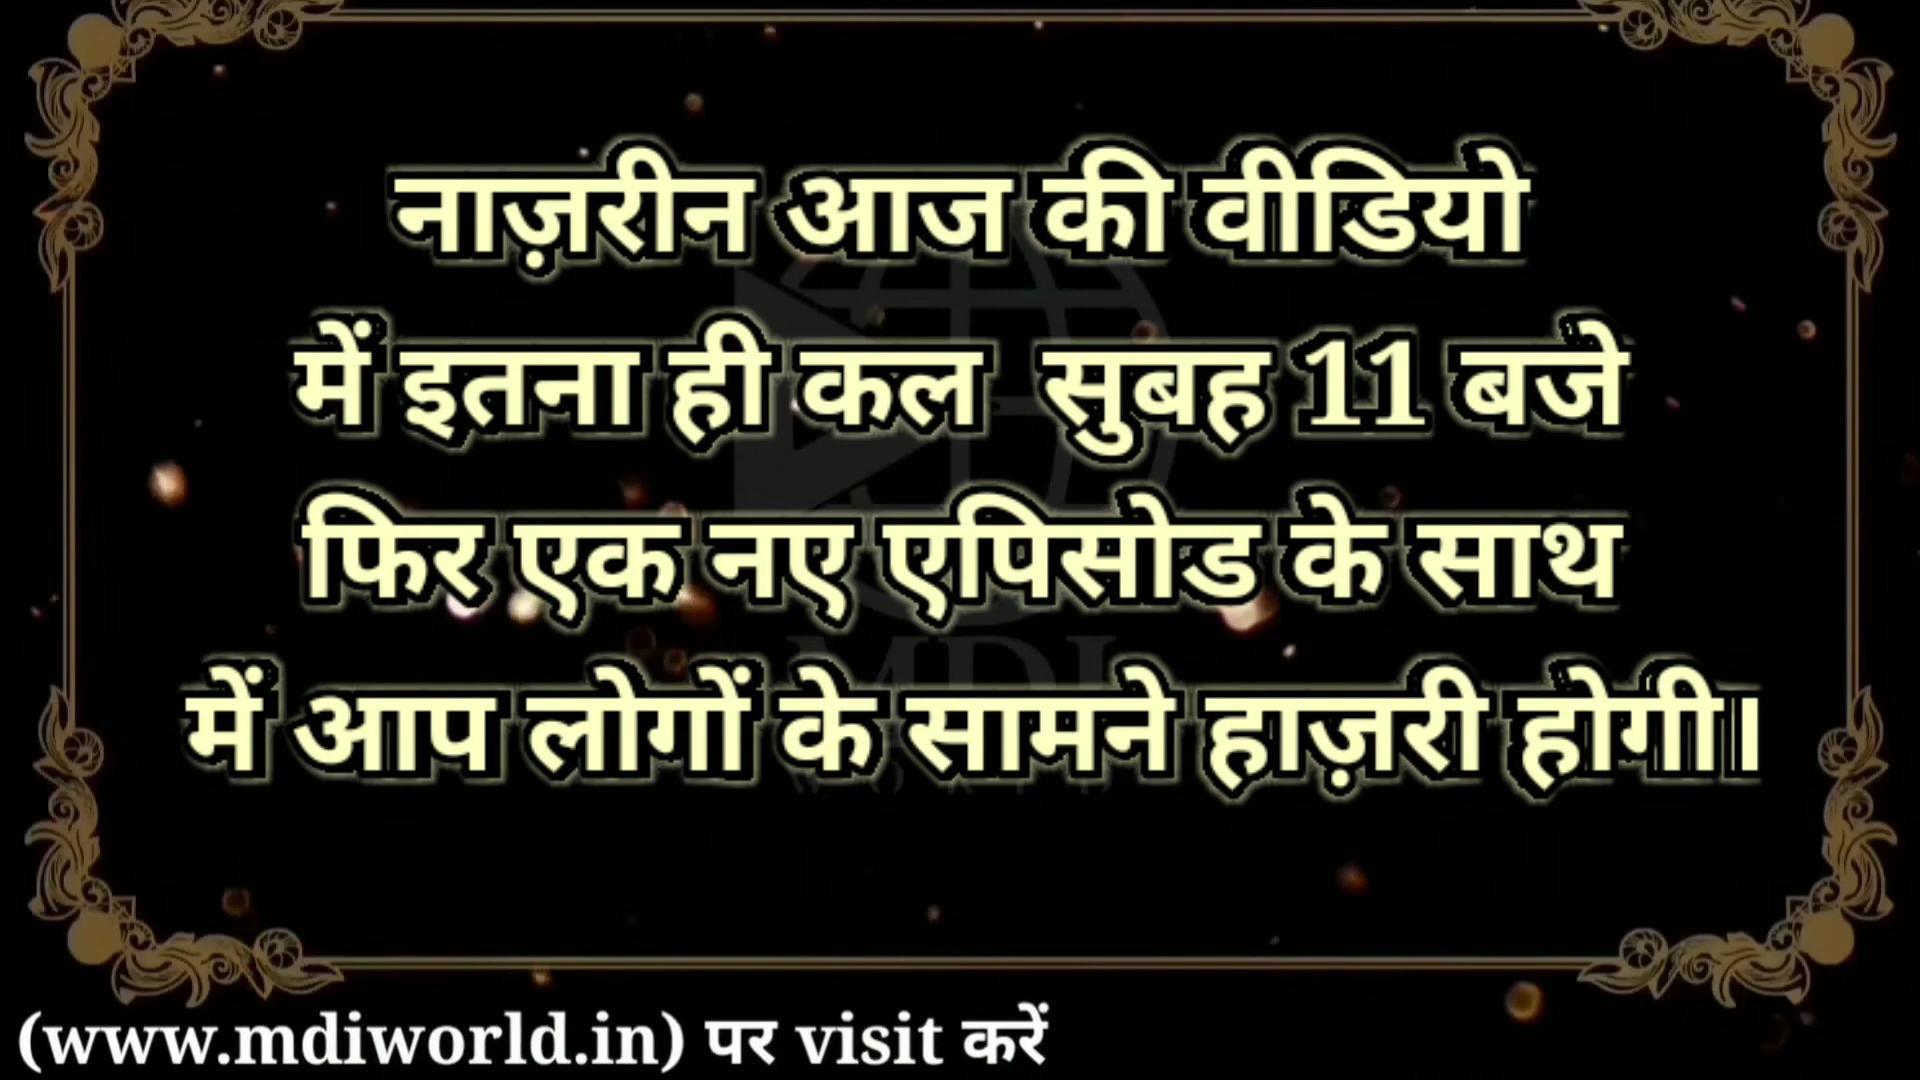 नाज़रीन आज की वीडियो
में इतना ही कल सुबह 11 बजे
फिर एक नए एपिसोड के साथ
में आप लोगों के सामने हाज़री होगी।
(www.mdiworld.in) पर visit करें